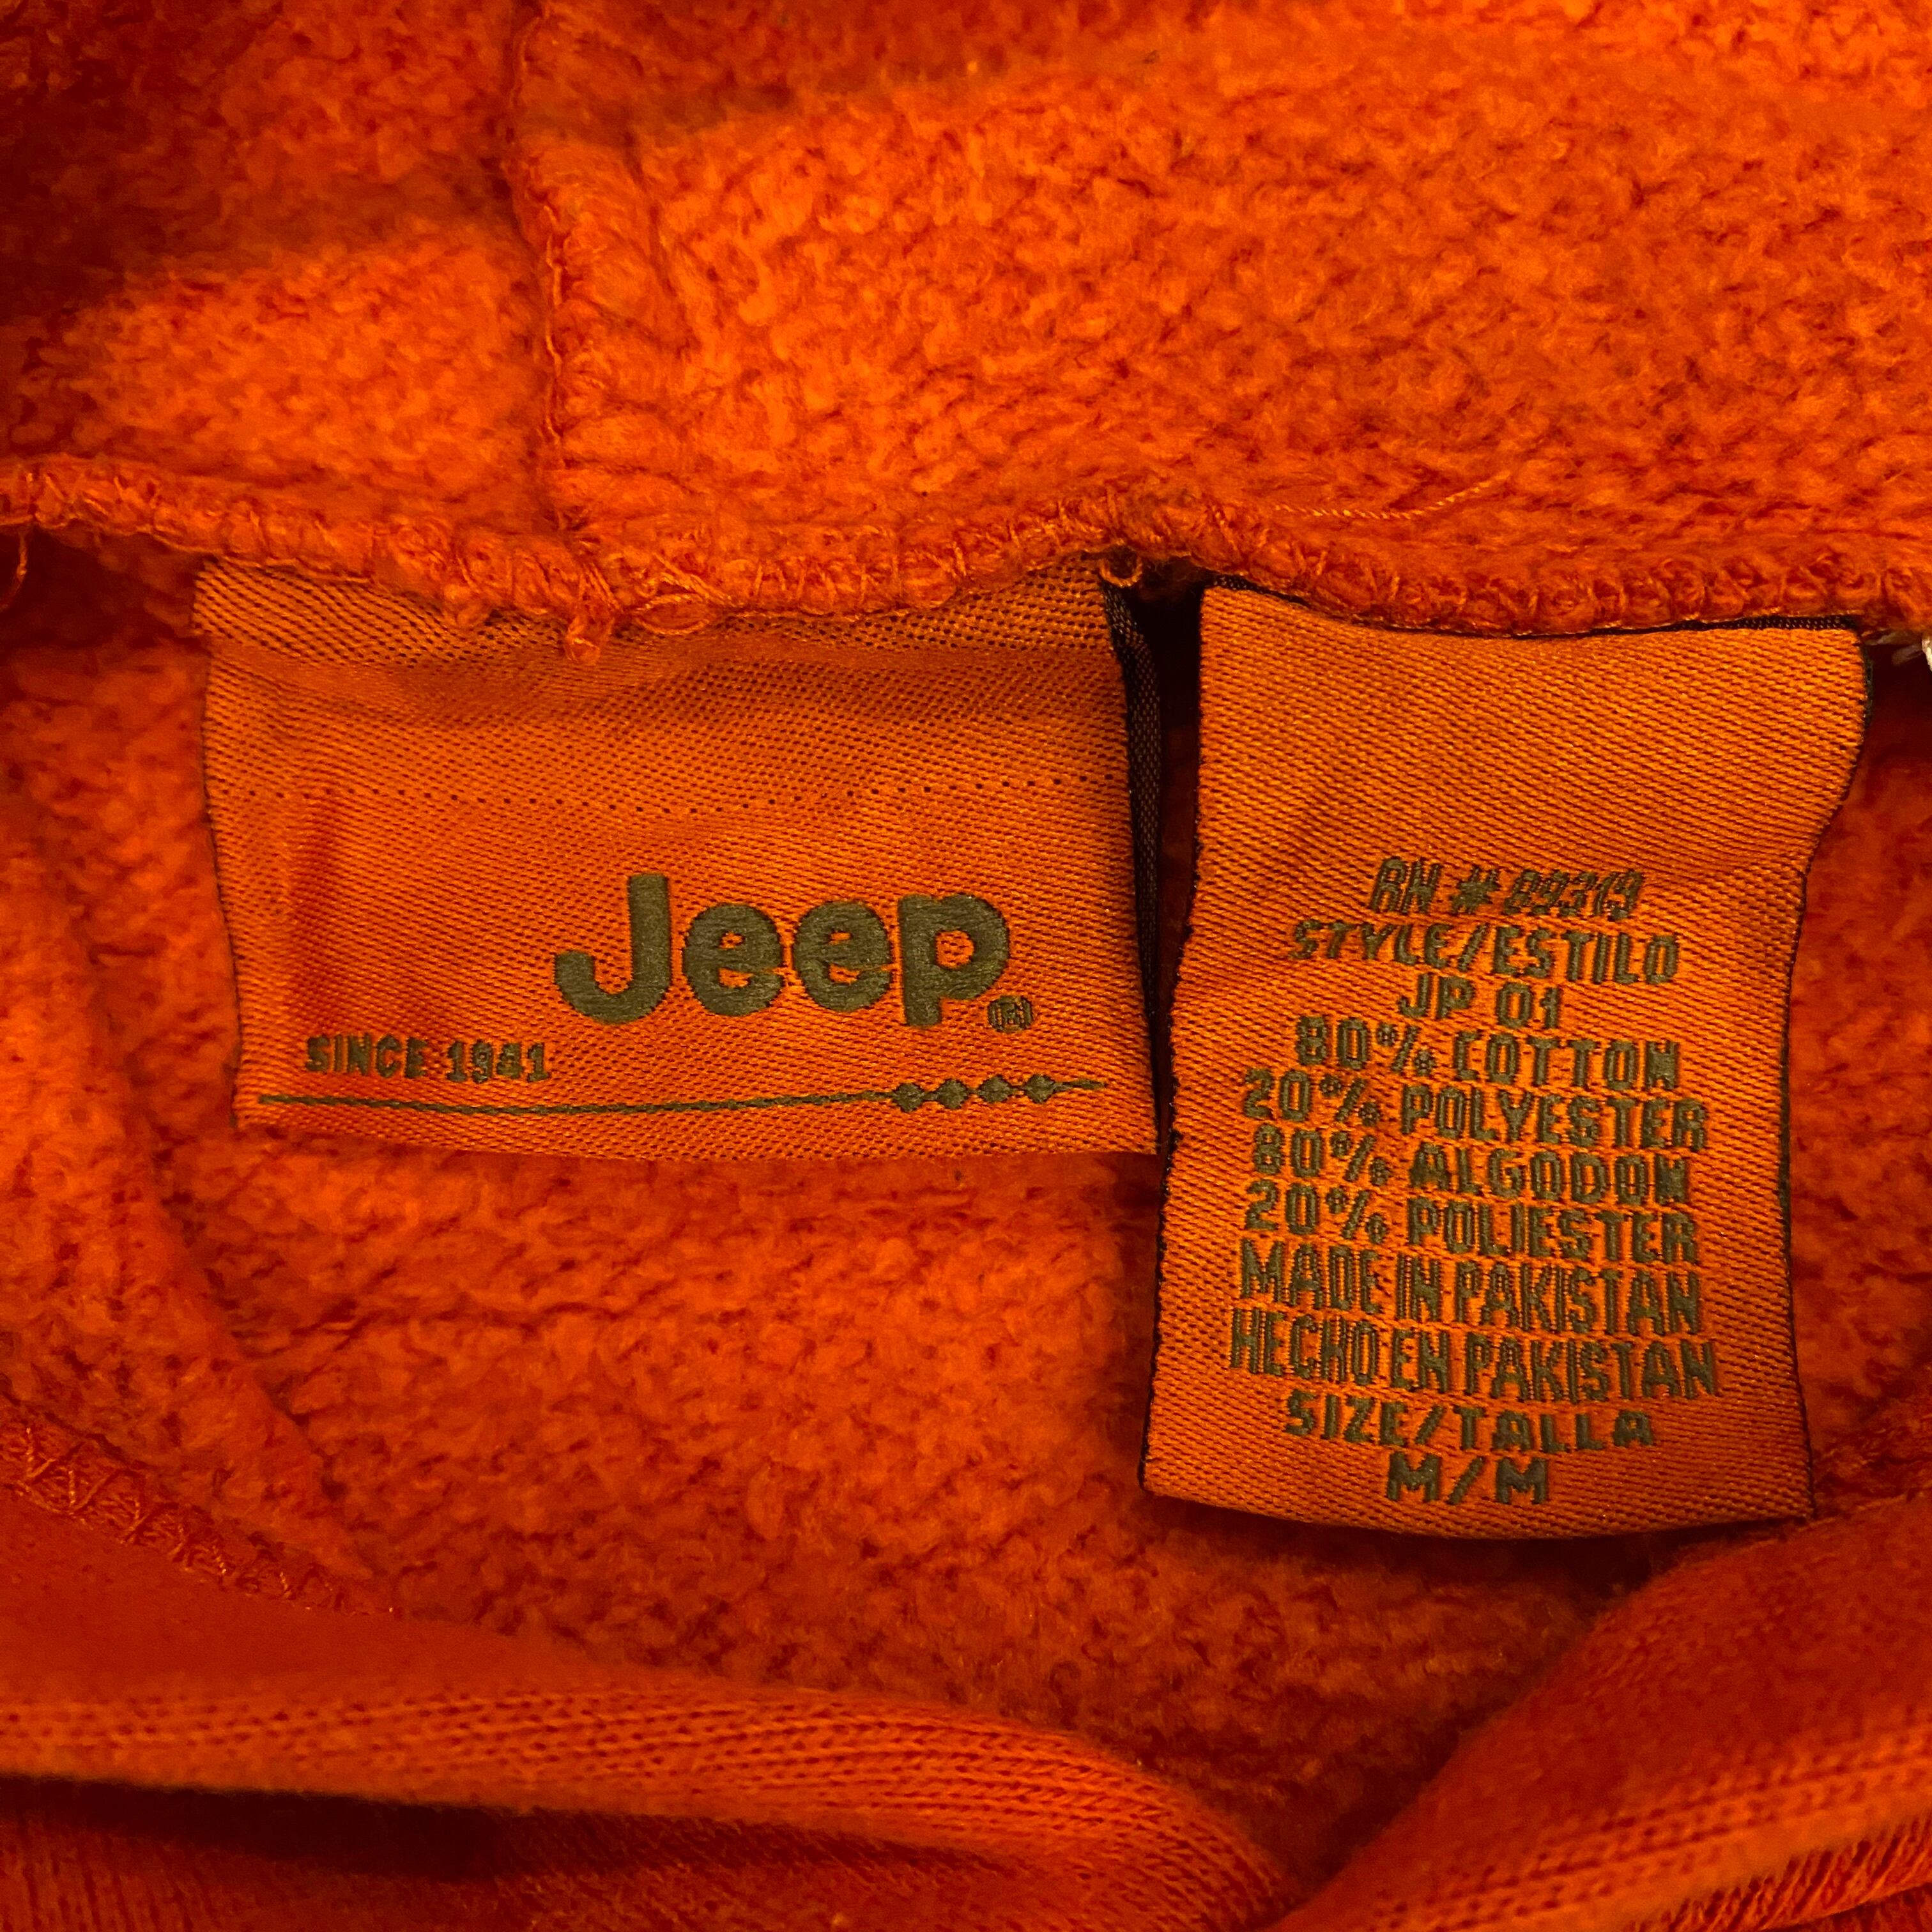 Jeep®
SINCE 1941
RN # 89319
STYLE/ESTILO
JP 01
80% COTTON
20% POLYESTER
80% ALGODON
20% POLIESTER
MADE IN PAKISTAN
HECHO EN PAKISTAN
SIZE/TALLA
M/M